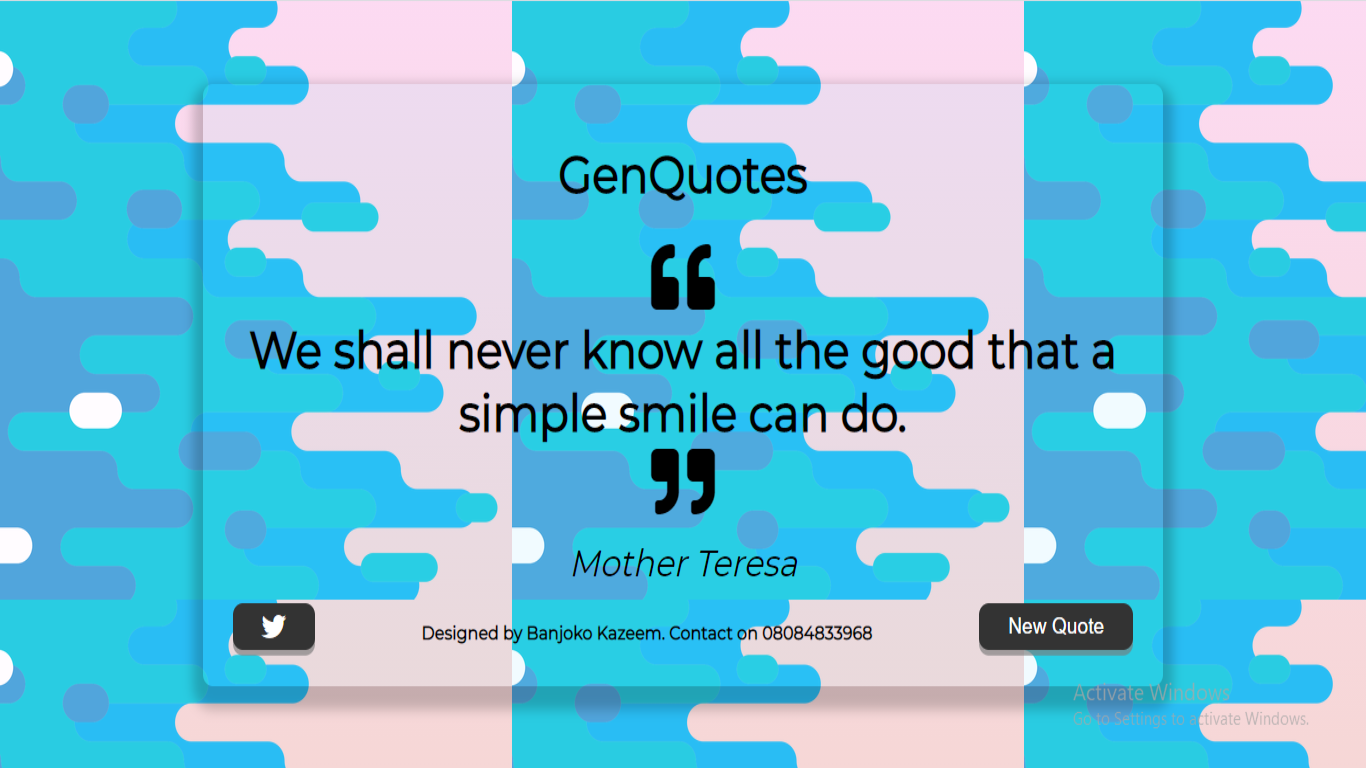 GenQuotes
“
We shall never know all the good that a
simple smile can do.
”
Mother Teresa
Designed by Banjoko Kazeem. Contact on 08084833968
New Quote
Activate Windows
Go to Settings to activate Windows.